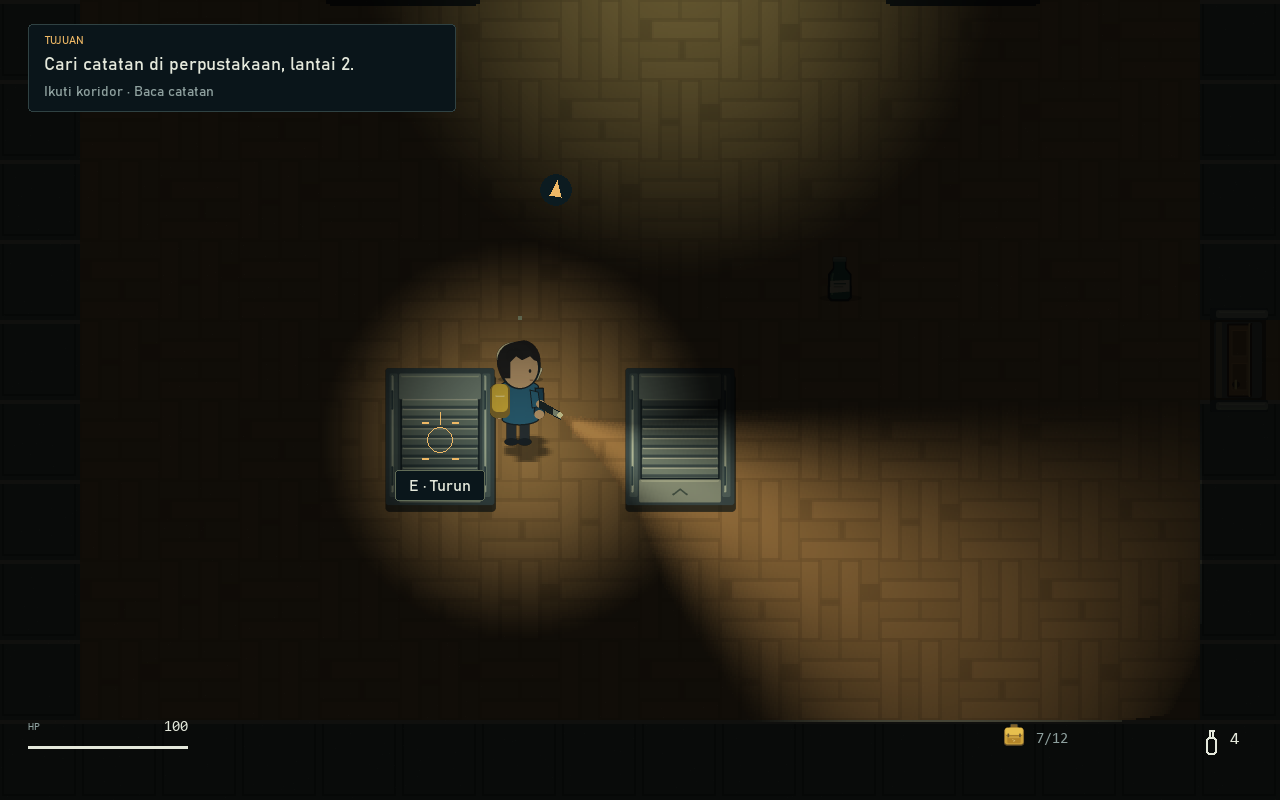 TUJUAN
Cari catatan di perpustakaan, lantai 2.
Ikuti koridor · Baca catatan
E · Turun
HP 100
7/12
4